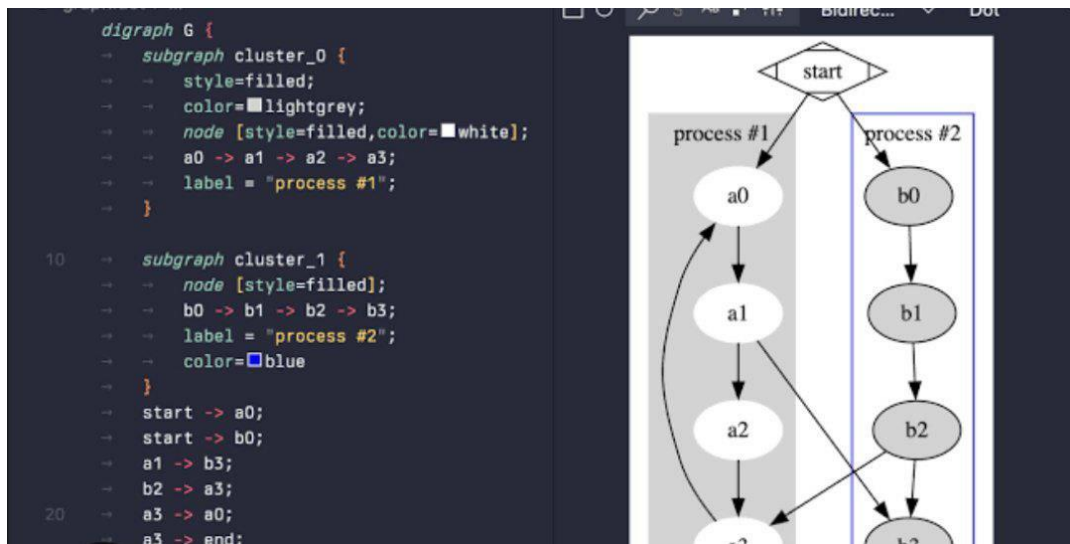 digraph G {
subgraph cluster_0 {
style=filled;
color=lightgrey;
node [style=filled,color=white];
a0 -> a1 -> a2 -> a3;
label = "process #1";
}
10 subgraph cluster_1 {
node [style=filled];
b0 -> b1 -> b2 -> b3;
label = "process #2";
color=blue
}
start -> a0;
start -> b0;
a1 -> b3;
b2 -> a3;
20 a3 -> a0;
a3 -> end;
Bidirec... Dot
start
process #1 process #2
a0 b0
a1 b1
a2 b2
a3 b3